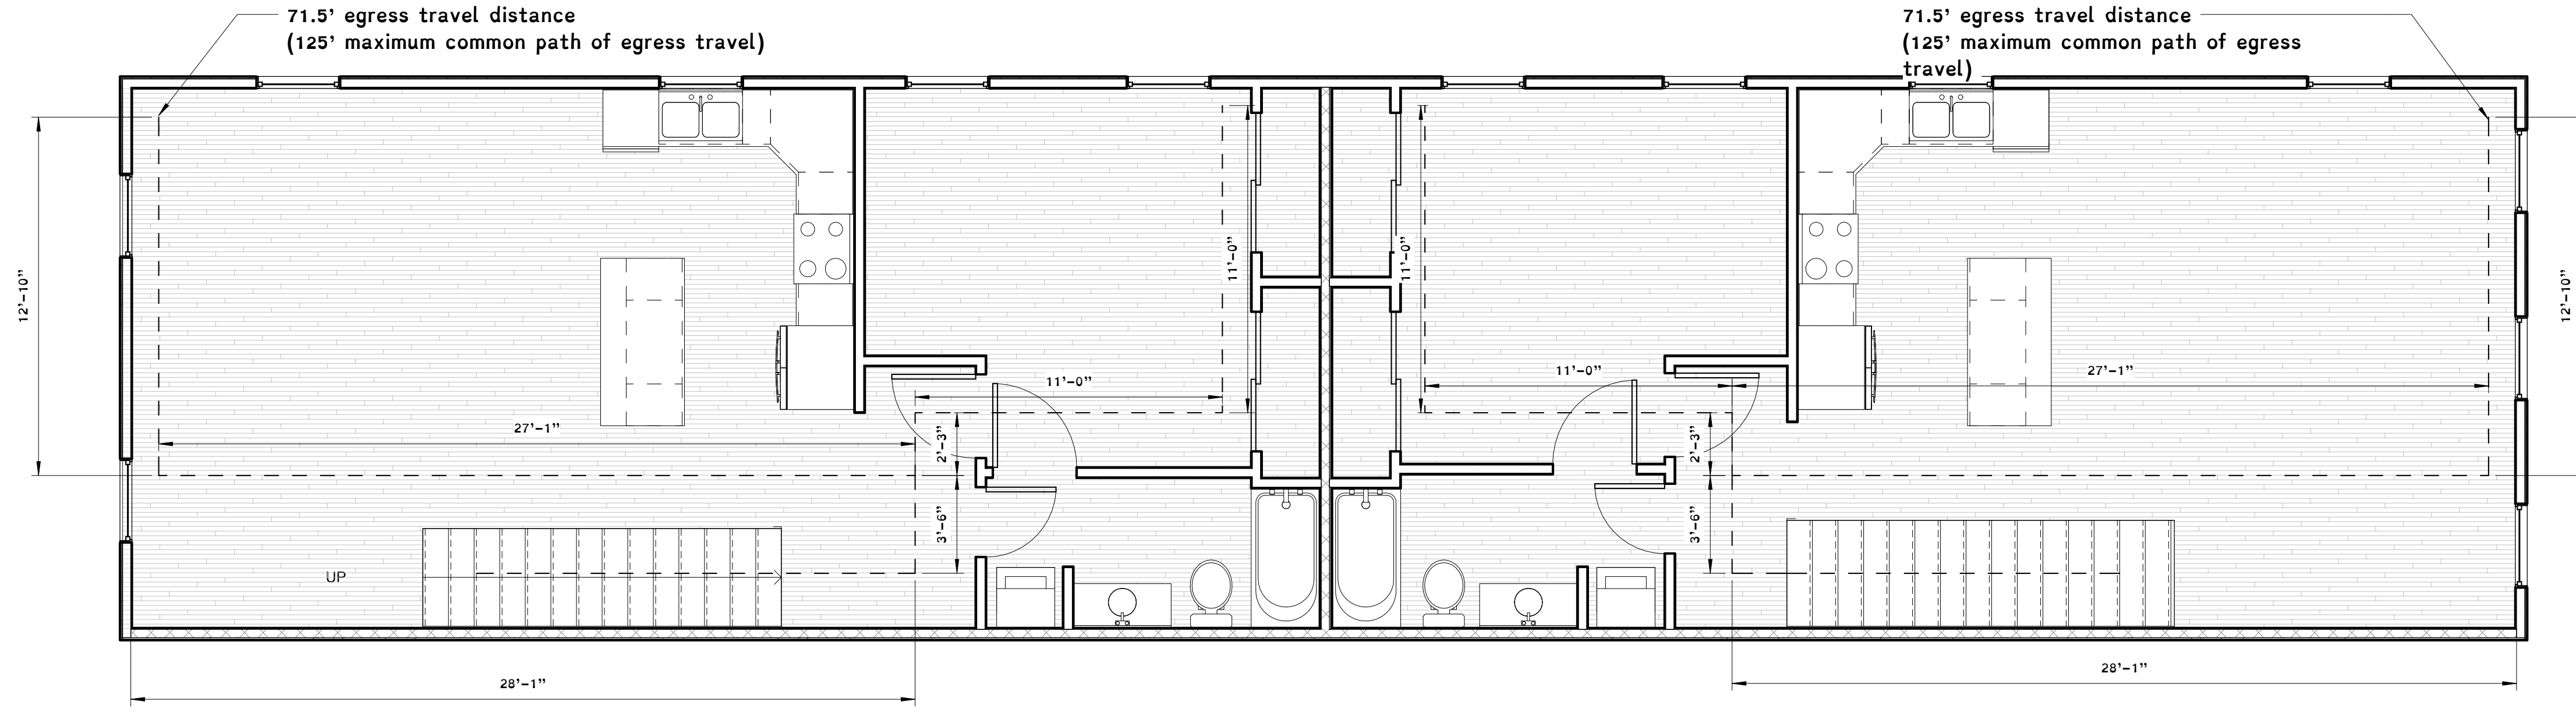 71.5’ egress travel distance
(125’ maximum common path of egress travel)
71.5’ egress travel distance
(125’ maximum common path of egress
travel)
12’-10”
11’-0”
11’-0”
12’-10”
11’-0”
11’-0”
27’-1”
27’-1”
2’-3”
2’-3”
3’-6”
3’-6”
UP
28’-1”
28’-1”